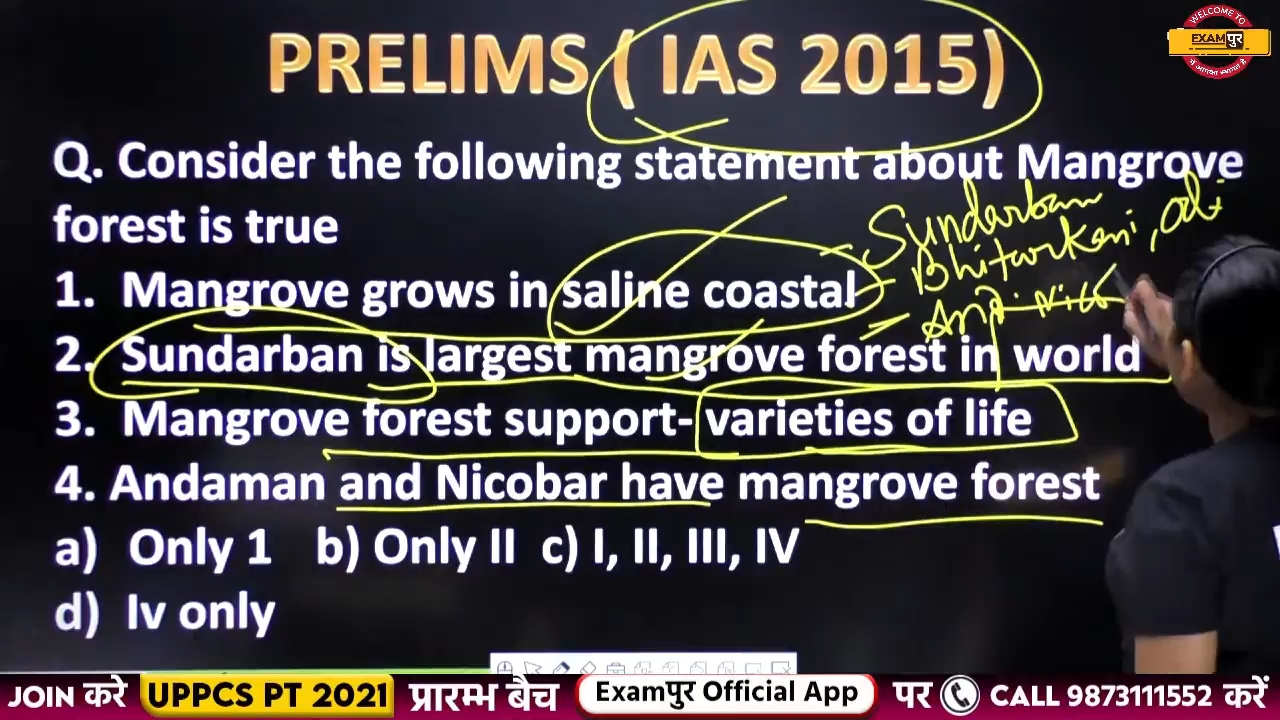 PRELIMS ( IAS 2015)
WELCOME TO
EXAMपुर
Q. Consider the following statement about Mangrove
forest is true
Sundarban
Bhitarkani, odi
And. Nico
1. Mangrove grows in saline coastal
2. Sundarban is largest mangrove forest in world
3. Mangrove forest support- varieties of life
4. Andaman and Nicobar have mangrove forest
a) Only 1 b) Only II c) I, II, III, IV
d) Iv only
JOIN करे UPPCS PT 2021 प्रारम्भ बैच Examपुर Official App पर CALL 9873111552 करें